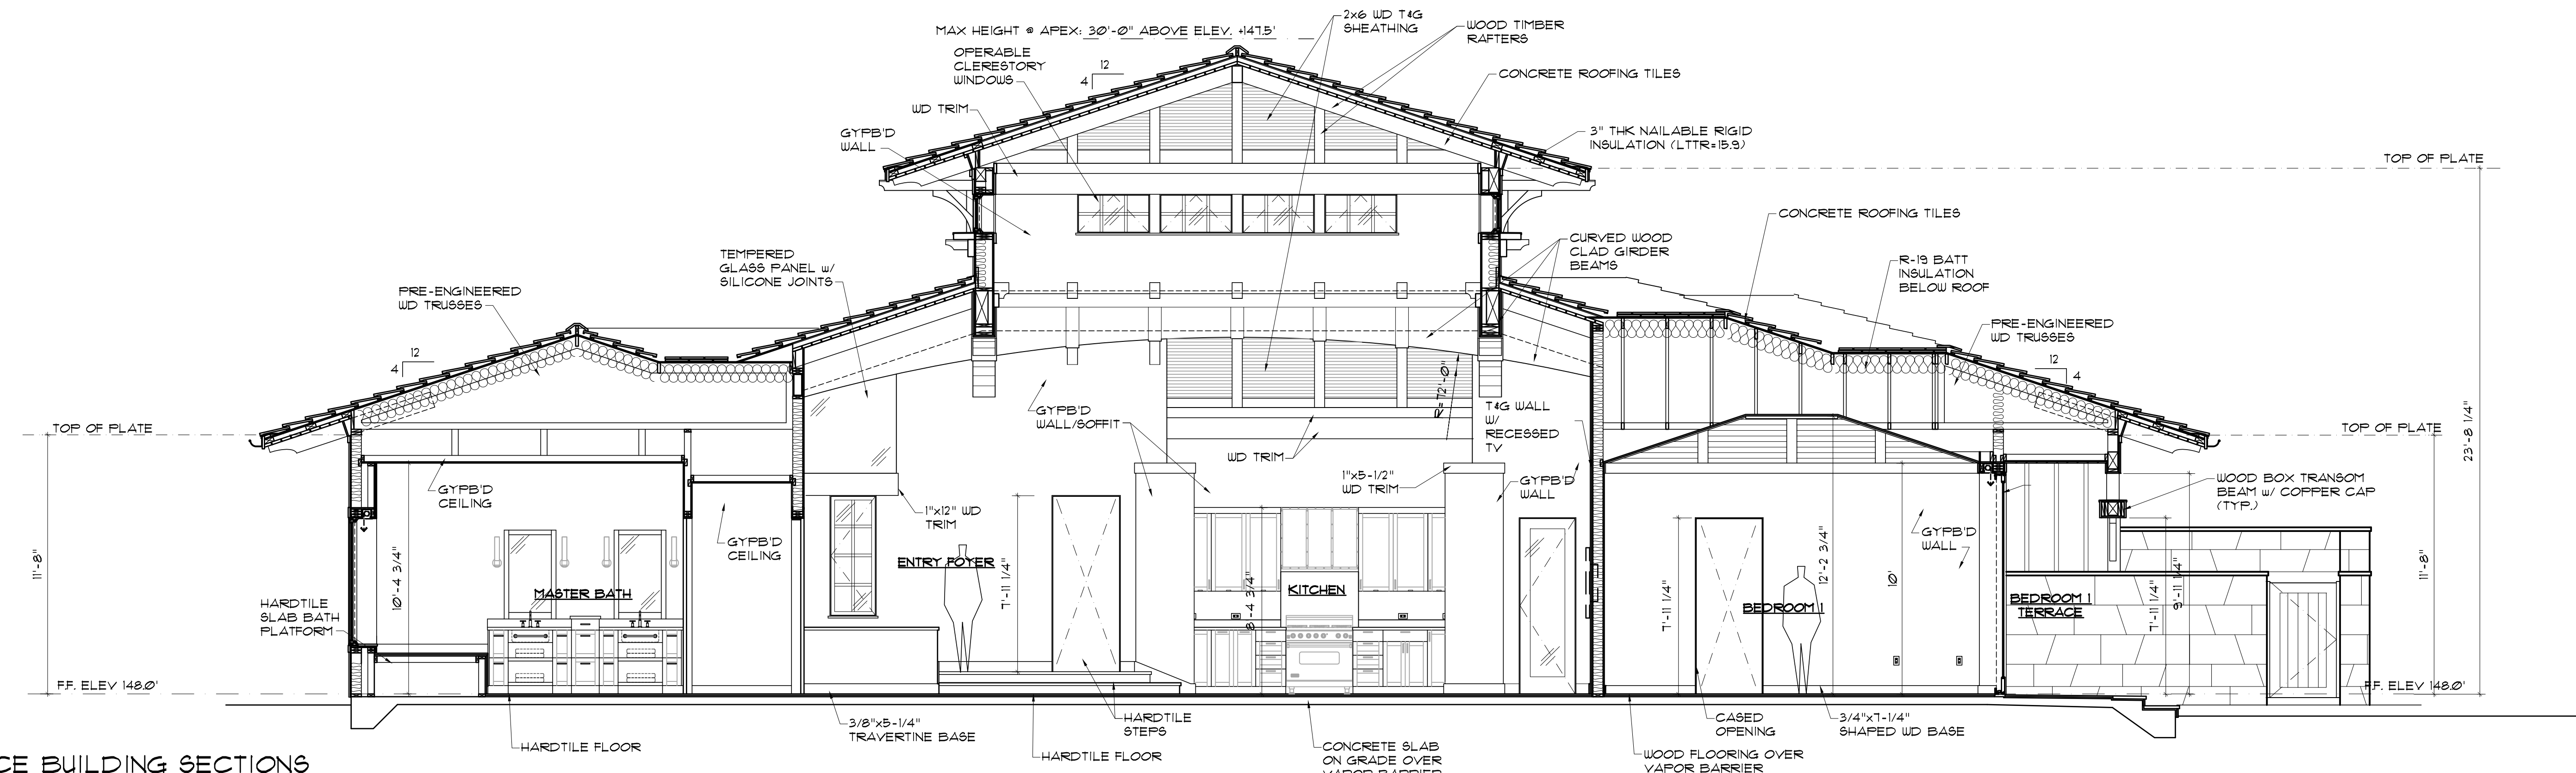 MAX HEIGHT @ APEX: 30'-0" ABOVE ELEV. +147.5'
2x6 WD T&G
SHEATHING
WOOD TIMBER
RAFTERS
OPERABLE
CLERESTORY
WINDOWS
12
4
CONCRETE ROOFING TILES
WD TRIM
GYPB'D
WALL
3" THK NAILABLE RIGID
INSULATION (LTTR=15.9)
TOP OF PLATE
CONCRETE ROOFING TILES
TEMPERED
GLASS PANEL w/
SILICONE JOINTS
CURVED WOOD
CLAD GIRDER
BEAMS
R-19 BATT
INSULATION
BELOW ROOF
PRE-ENGINEERED
WD TRUSSES
PRE-ENGINEERED
WD TRUSSES
12
4
12
4
R=72'-0"
GYPB'D
WALL/SOFFIT
T&G WALL
W/
RECESSED
TV
TOP OF PLATE
TOP OF PLATE
23'-8 1/4"
WD TRIM
1"x5-1/2"
WD TRIM
GYPB'D
WALL
WOOD BOX TRANSOM
BEAM w/ COPPER CAP
(TYP.)
GYPB'D
CEILING
1"x12" WD
TRIM
GYPB'D
CEILING
GYPB'D
WALL
11'-8"
10'-4 3/4"
ENTRY FOYER
7'-11 1/4"
8'-4 3/4"
KITCHEN
7'-11 1/4"
12'-2 3/4"
10'
7'-11 1/4"
9'-11 1/4"
11'-8"
MASTER BATH
HARDTILE
SLAB BATH
PLATFORM
BEDROOM 1
BEDROOM 1
TERRACE
F.F. ELEV 148.0'
F.F. ELEV 148.0'
HARDTILE FLOOR
3/8"x5-1/4"
TRAVERTINE BASE
HARDTILE
STEPS
HARDTILE FLOOR
CASED
OPENING
3/4"x7-1/4"
SHAPED WD BASE
CONCRETE SLAB
ON GRADE OVER
VAPOR BARRIER
WOOD FLOORING OVER
VAPOR BARRIER
CE BUILDING SECTIONS